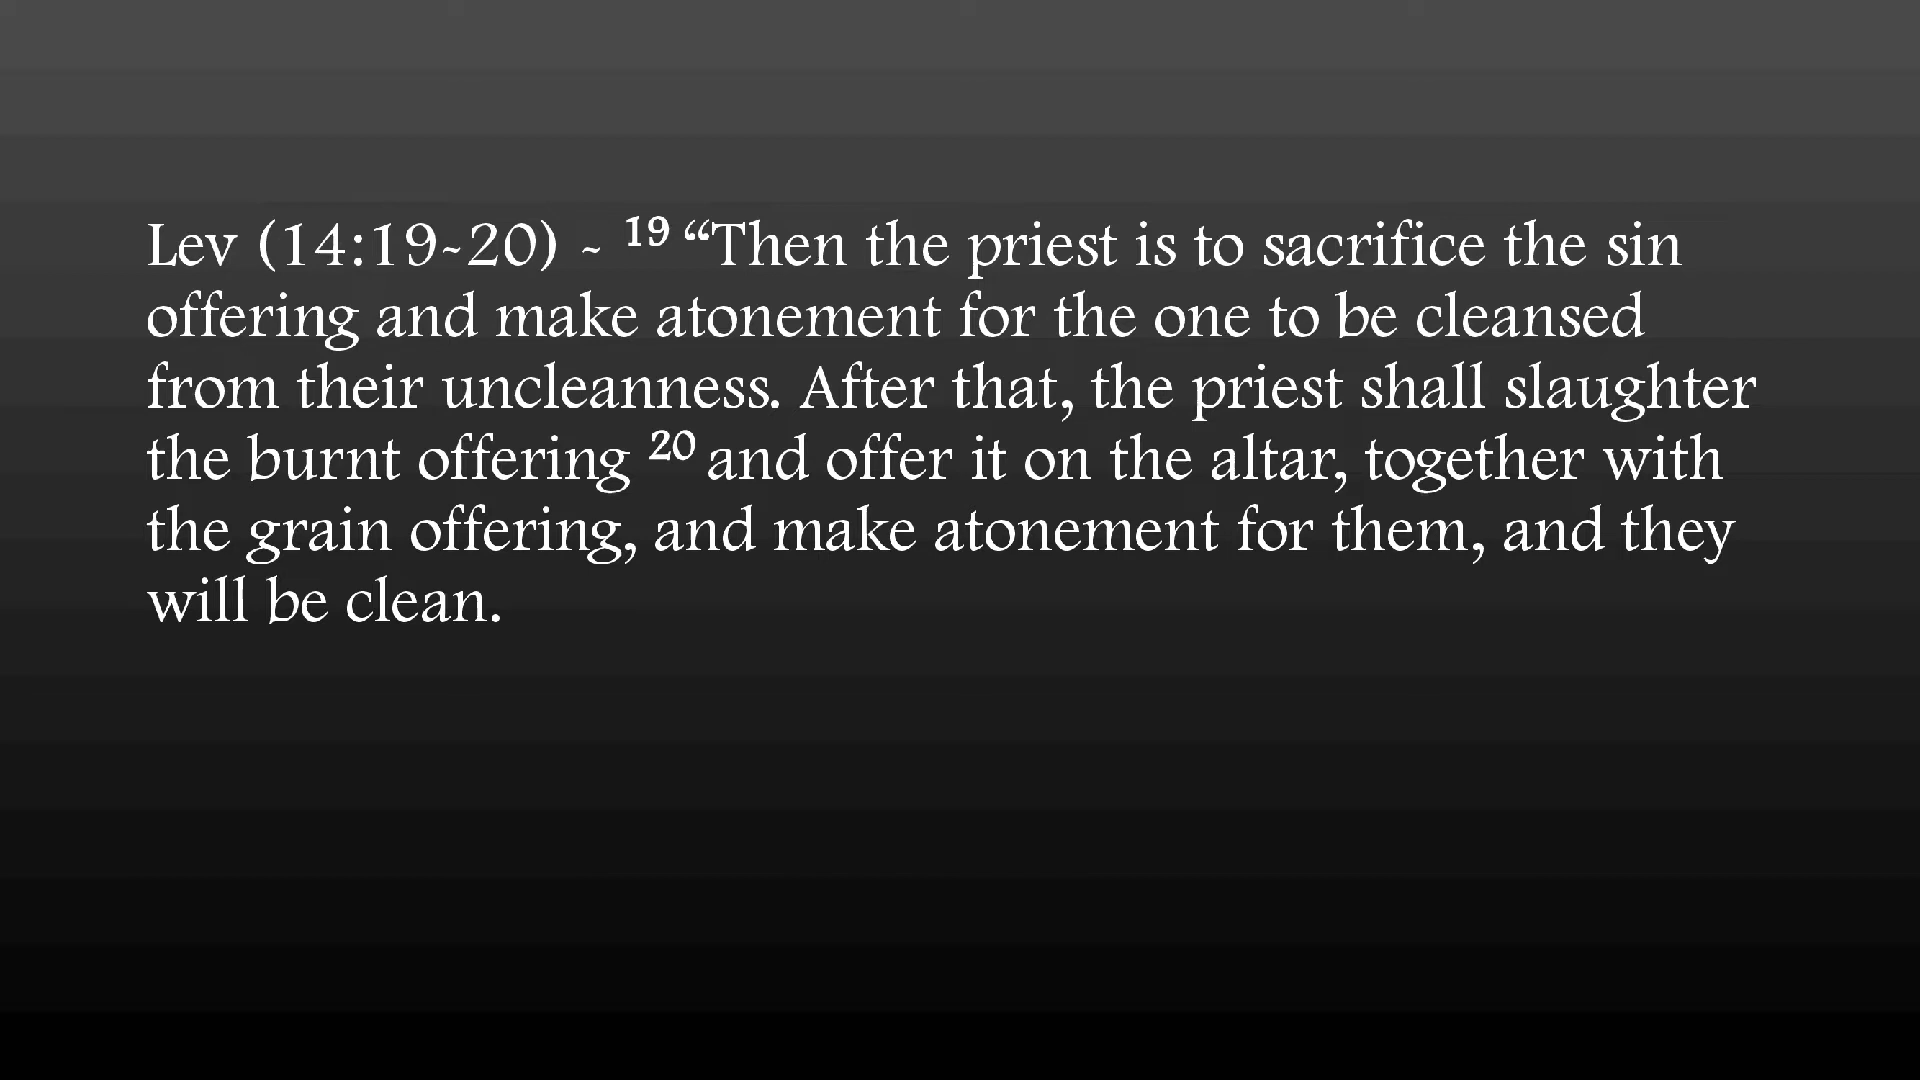 Lev (14:19-20) - 19 “Then the priest is to sacrifice the sin
offering and make atonement for the one to be cleansed
from their uncleanness. After that, the priest shall slaughter
the burnt offering 20 and offer it on the altar, together with
the grain offering, and make atonement for them, and they
will be clean.